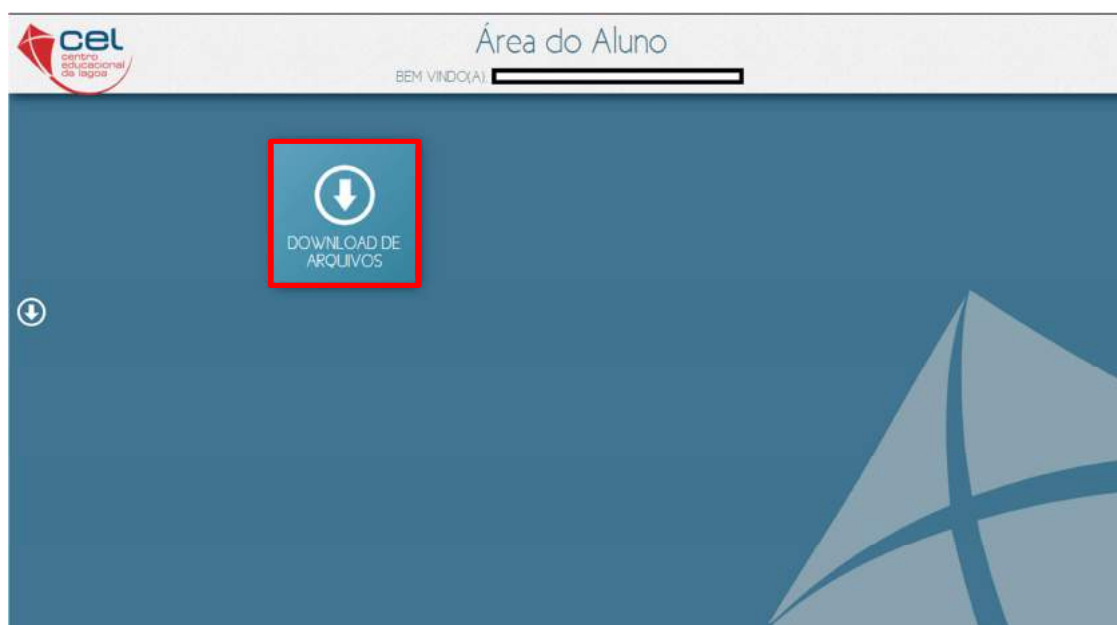 cel
centro
educacional
da lagoa
Área do Aluno
BEM VINDO(A),
DOWNLOAD DE
ARQUIVOS